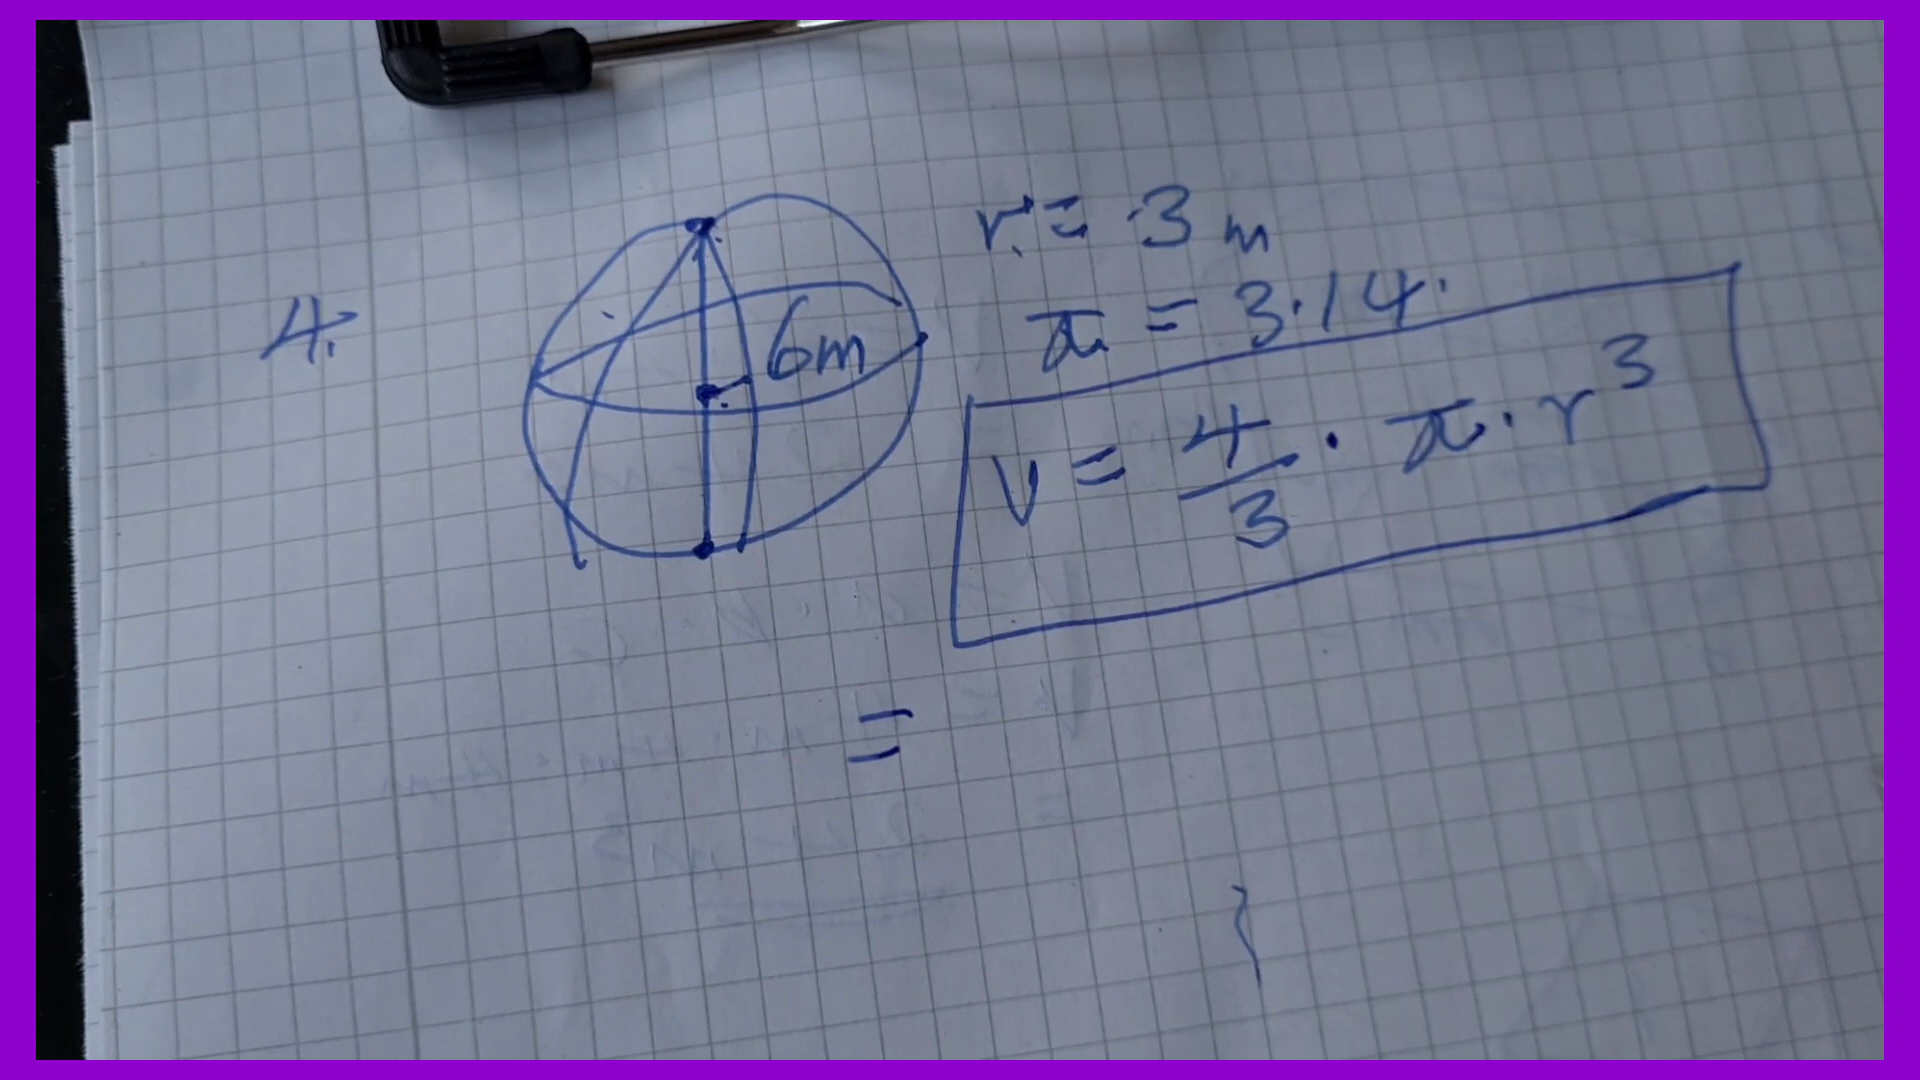 4.
6m
r = 3 m
π = 3.14.
V = 4/3 · π · r³
=